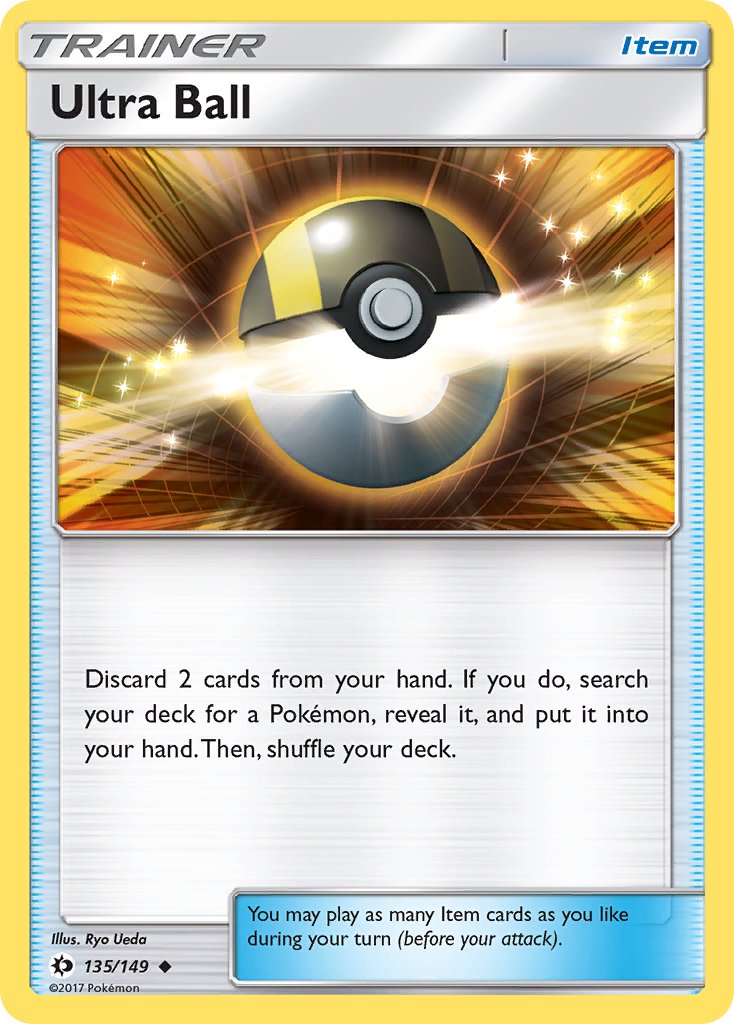 TRAINER
Item
Ultra Ball
Discard 2 cards from your hand. If you do, search
your deck for a Pokémon, reveal it, and put it into
your hand. Then, shuffle your deck.
You may play as many Item cards as you like
during your turn (before your attack).
Illus. Ryo Ueda
135/149 ◆
©2017 Pokémon